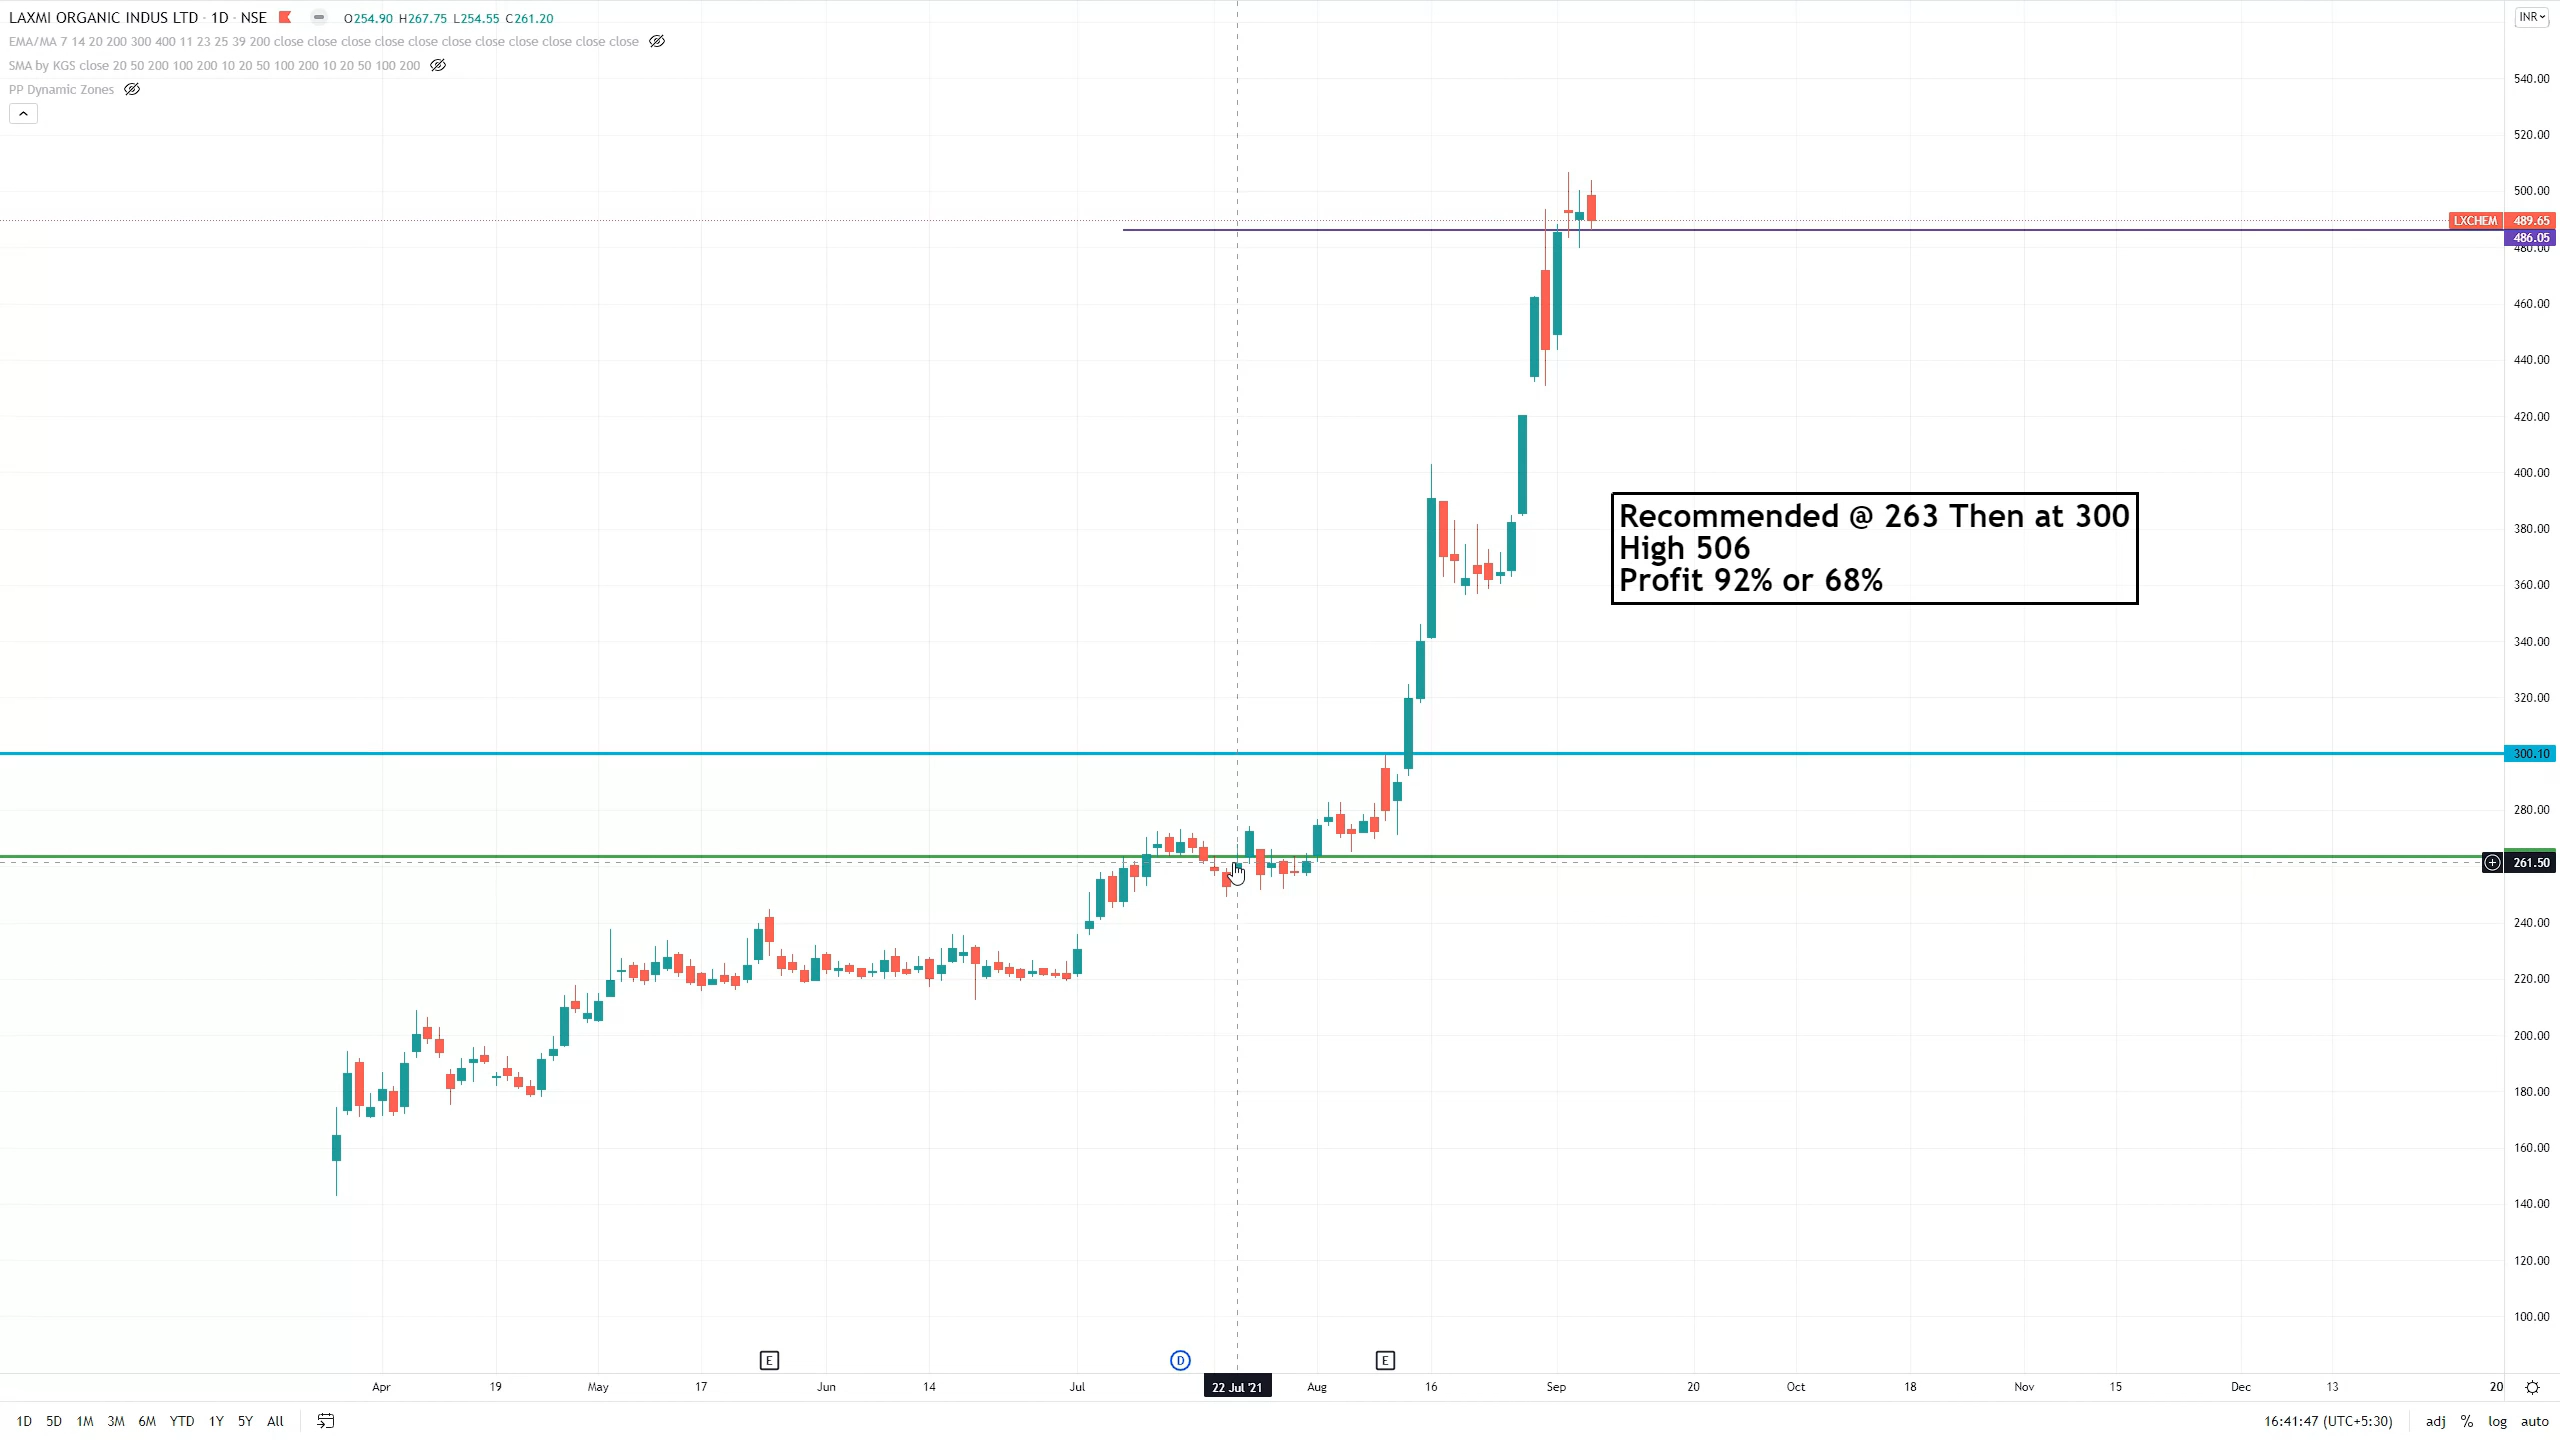 LAXMI ORGANIC INDUS LTD · 1D · NSE O254.90 H267.75 L254.55 C261.20
INR
EMA/MA 7 14 20 200 300 400 11 23 25 39 200 close close close close close close close close close close close
SMA by KGS close 20 50 200 100 200 10 20 50 100 200 10 20 50 100 200
PP Dynamic Zones
540.00
520.00
500.00
LXCHEM 489.65
486.05
480.00
460.00
440.00
420.00
400.00
Recommended @ 263 Then at 300
High 506
Profit 92% or 68%
380.00
360.00
340.00
320.00
300.10
280.00
261.50
240.00
220.00
200.00
180.00
160.00
140.00
120.00
100.00
E D E
Apr 19 May 17 Jun 14 Jul 22 Jul '21 Aug 16 Sep 20 Oct 18 Nov 15 Dec 13 20
1D 5D 1M 3M 6M YTD 1Y 5Y All 16:41:47 (UTC+5:30) adj % log auto